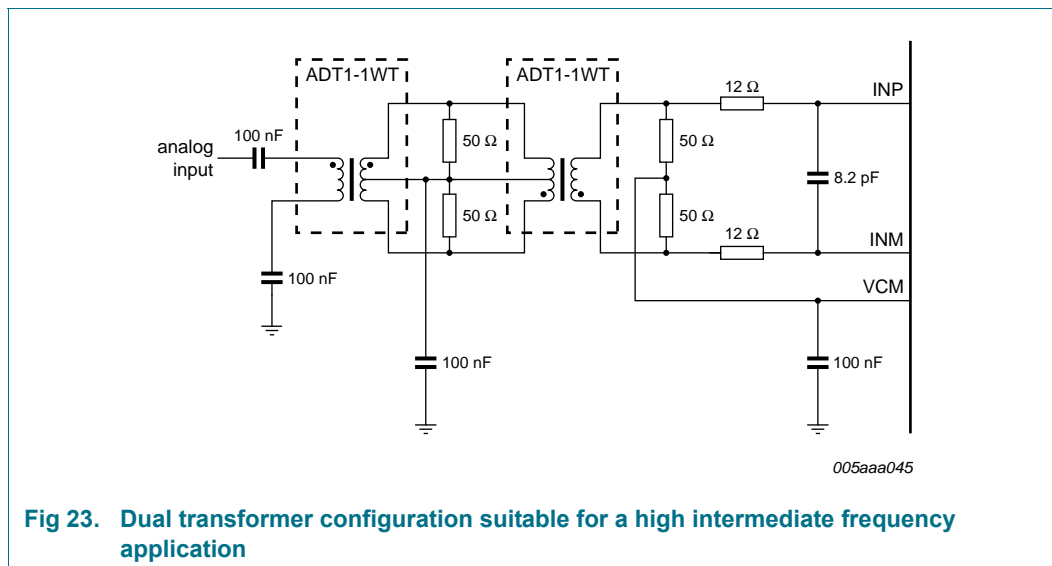 ADT1-1WT
ADT1-1WT
12 Ω
INP
100 nF
analog
input
50 Ω
50 Ω
8.2 pF
50 Ω
50 Ω
12 Ω
INM
100 nF
VCM
100 nF
100 nF
005aaa045
Fig 23. Dual transformer configuration suitable for a high intermediate frequency
application